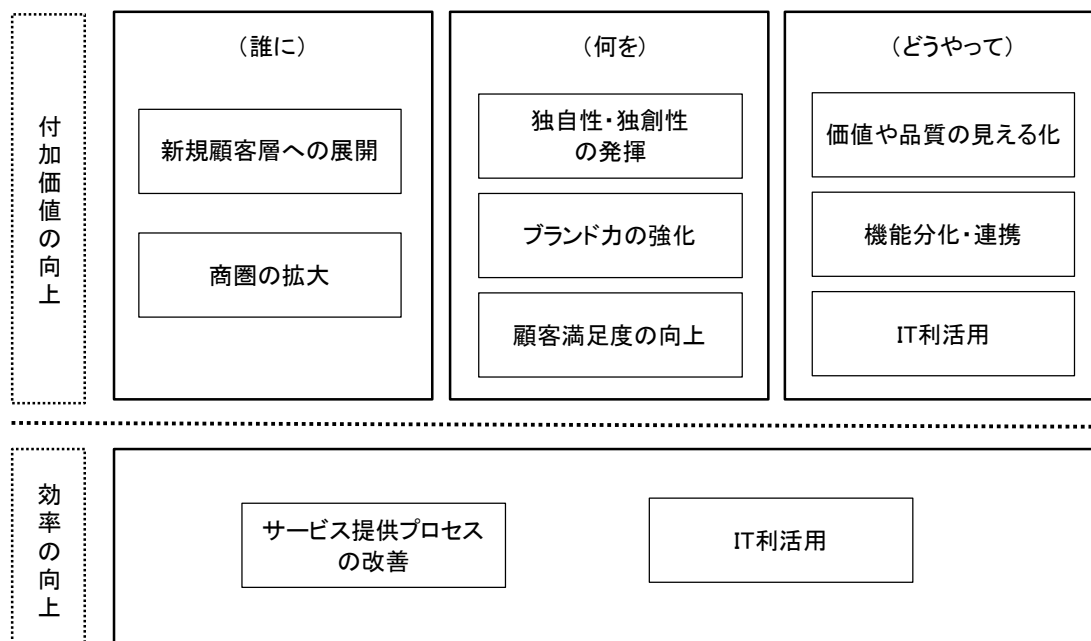 付加価値の向上
（誰に）
新規顧客層への展開
商圏の拡大
（何を）
独自性・独創性
の発揮
ブランド力の強化
顧客満足度の向上
（どうやって）
価値や品質の見える化
機能分化・連携
IT利活用
効率の向上
サービス提供プロセス
の改善
IT利活用